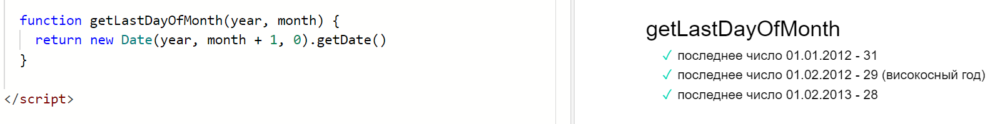 function getLastDayOfMonth(year, month) {
return new Date(year, month + 1, 0).getDate()
}
</script>
getLastDayOfMonth
✓ последнее число 01.01.2012 - 31
✓ последнее число 01.02.2012 - 29 (високосный год)
✓ последнее число 01.02.2013 - 28